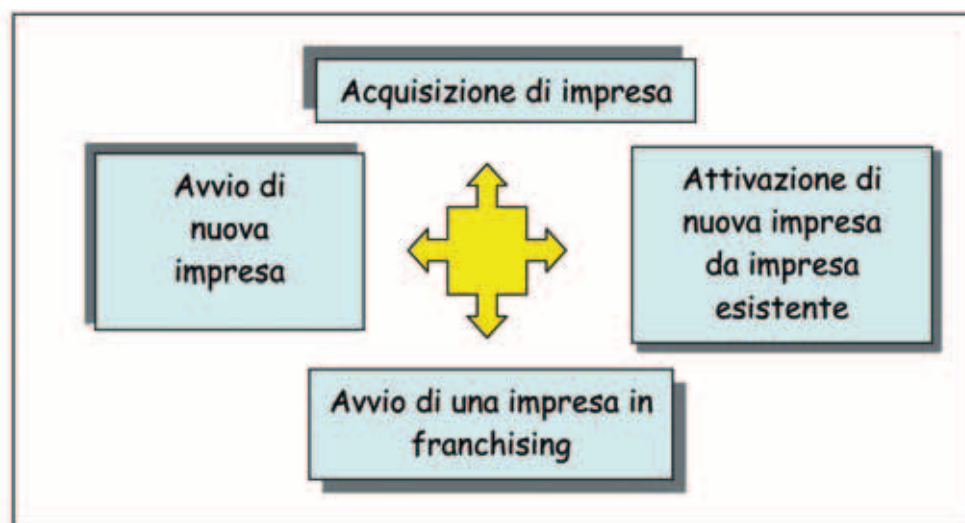 Acquisizione di impresa
Avvio di
nuova
impresa
Attivazione di
nuova impresa
da impresa
esistente
Avvio di una impresa in
franchising